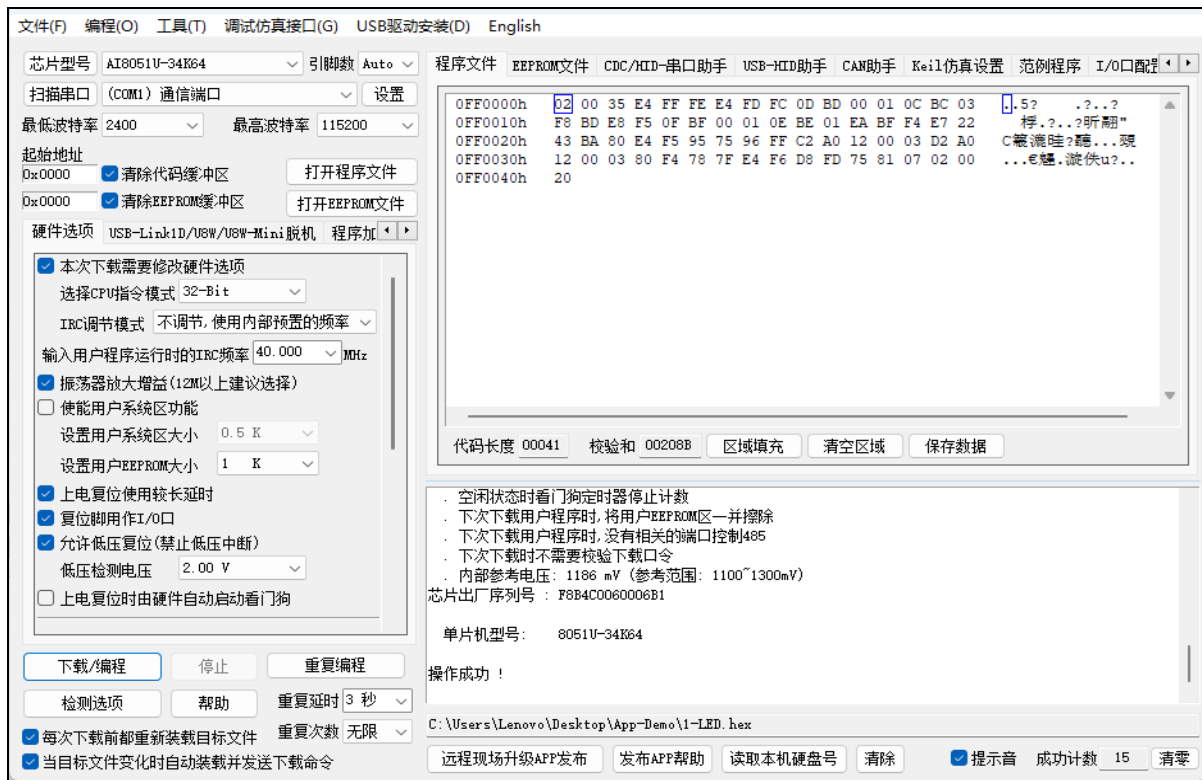 文件(F) 编程(O) 工具(T) 调试仿真接口(G) USB驱动安装(D) English
芯片型号 AI8051U-34K64 引脚数 Auto
扫描串口 (COM1) 通信端口 设置
最低波特率 2400 最高波特率 115200
起始地址
0x0000 清除代码缓冲区 打开程序文件
0x0000 清除EEPROM缓冲区 打开EEPROM文件
硬件选项 USB-Link1D/U8W/U8W-Mini脱机 程序加
本次下载需要修改硬件选项
选择CPU指令模式 32-Bit
IRC调节模式 不调节,使用内部预置的频率
输入用户程序运行时的IRC频率 40.000 MHz
振荡器放大增益(12M以上建议选择)
使能用户系统区功能
设置用户系统区大小 0.5 K
设置用户EEPROM大小 1 K
上电复位使用较长延时
复位脚用作I/O口
允许低压复位(禁止低压中断)
低压检测电压 2.00 V
上电复位时由硬件自动启动看门狗
下载/编程 停止 重复编程
检测选项 帮助 重复延时 3 秒
每次下载前都重新装载目标文件 重复次数 无限
当目标文件变化时自动装载并发送下载命令
程序文件 EEPROM文件 CDC/HID-串口助手 USB-HID助手 CAN助手 Keil仿真设置 范例程序 I/O口配
0FF0000h 02 00 35 E4 FF FE E4 FD FC 0D BD 00 01 0C BC 03 ..5? .?..?
0FF0010h F8 BD E8 F5 0F BF 00 01 0E BE 01 EA BF F4 E7 22
0FF0020h 43 BA 80 E4 F5 95 75 96 FF C2 A0 12 00 03 D2 A0
0FF0030h 12 00 03 80 F4 78 7F E4 F6 D8 FD 75 81 07 02 00
0FF0040h 20
代码长度 00041 校验和 00208B 区域填充 清空区域 保存数据
. 空闲状态时看门狗定时器停止计数
. 下次下载用户程序时,将用户EEPROM区一并擦除
. 下次下载用户程序时,没有相关的端口控制485
. 下次下载时不需要校验下载口令
. 内部参考电压: 1186 mV (参考范围: 1100~1300mV)
芯片出厂序列号 : F8B4C0060006B1
单片机型号: 8051U-34K64
操作成功 !
C:\Users\Lenovo\Desktop\App-Demo\1-LED.hex
远程现场升级APP发布 发布APP帮助 读取本机硬盘号 清除 提示音 成功计数 15 清零